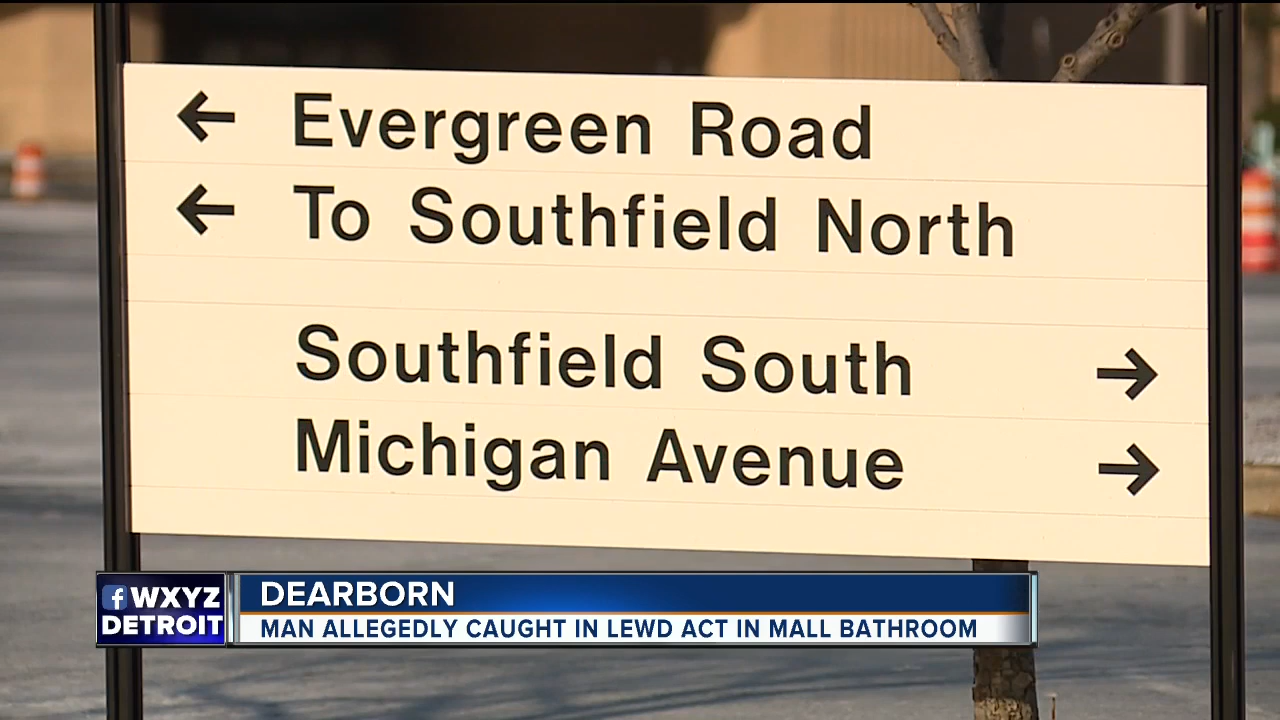 ← Evergreen Road
← To Southfield North
Southfield South →
Michigan Avenue →
f WXYZ
DETROIT
DEARBORN
MAN ALLEGEDLY CAUGHT IN LEWD ACT IN MALL BATHROOM